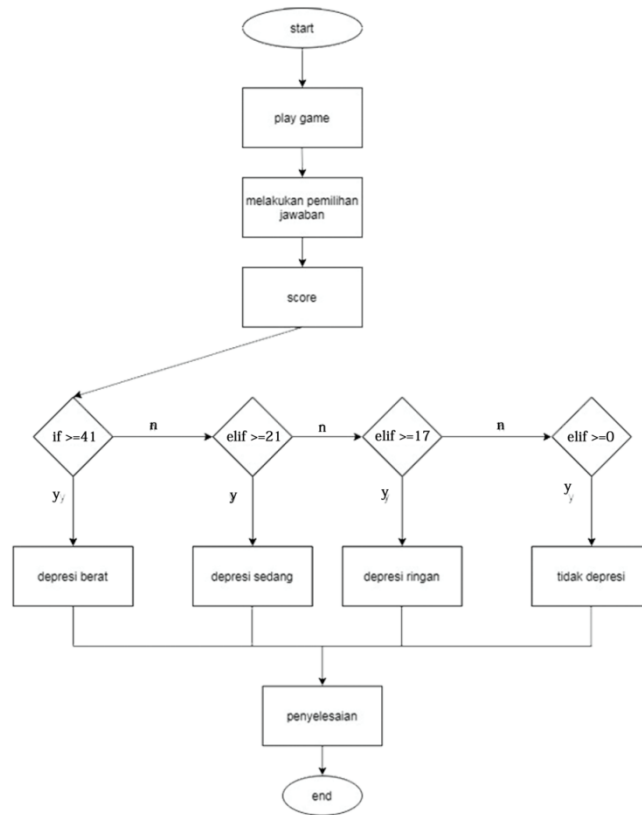 start
play game
melakukan pemilihan
jawaban
score
if >=41
n
elif >=21
n
elif >=17
n
elif >=0
y
y
y
y
depresi berat
depresi sedang
depresi ringan
tidak depresi
penyelesaian
end